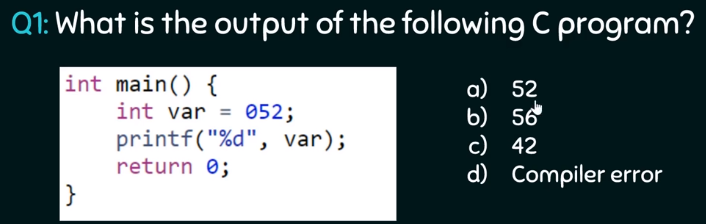 Q1: What is the output of the following C program?
int main() {
int var = 052;
printf("%d", var);
return 0;
}
a) 52
b) 56
c) 42
d) Compiler error